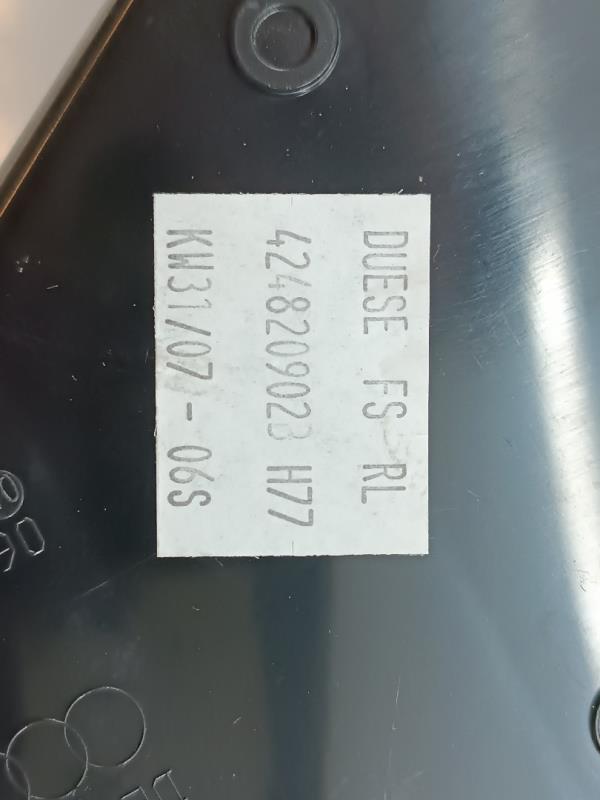 DUESE FS RL
4248209023 H77
KW31/07-06S